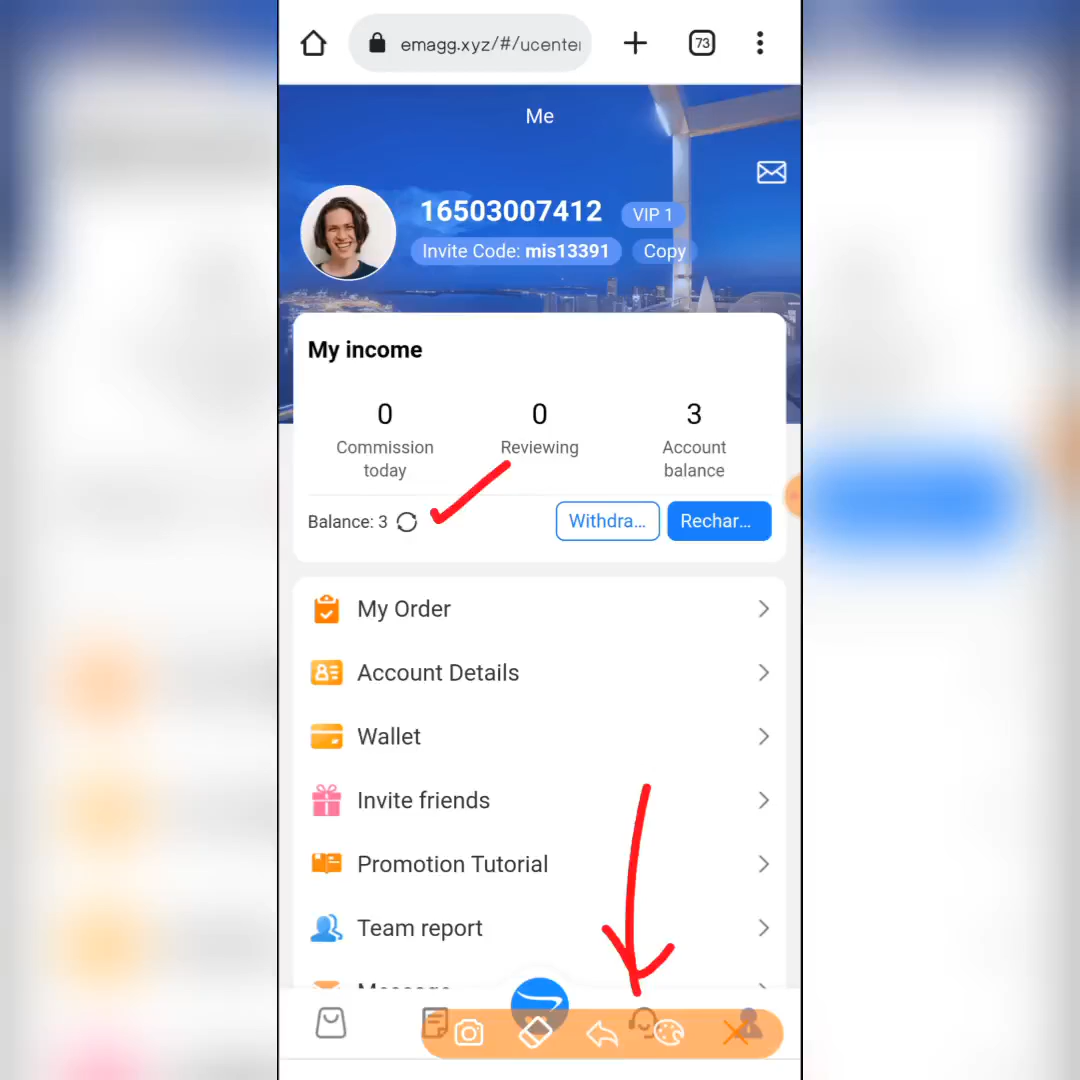 emagg.xyz/#/ucenter
73
Me
16503007412 VIP 1
Invite Code: mis13391 Copy
My income
0 0 3
Commission today Reviewing Account balance
Balance: 3 Withdra... Rechar...
My Order
Account Details
Wallet
Invite friends
Promotion Tutorial
Team report
Message